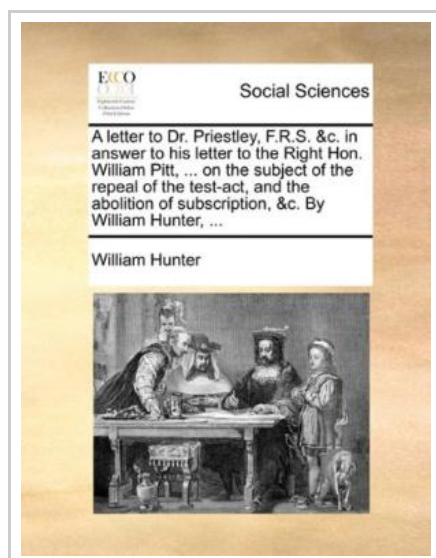 ECCO
Social Sciences
A letter to Dr. Priestley, F.R.S. &c. in
answer to his letter to the Right Hon.
William Pitt, ... on the subject of the
repeal of the test-act, and the
abolition of subscription, &c. By
William Hunter, ...
William Hunter